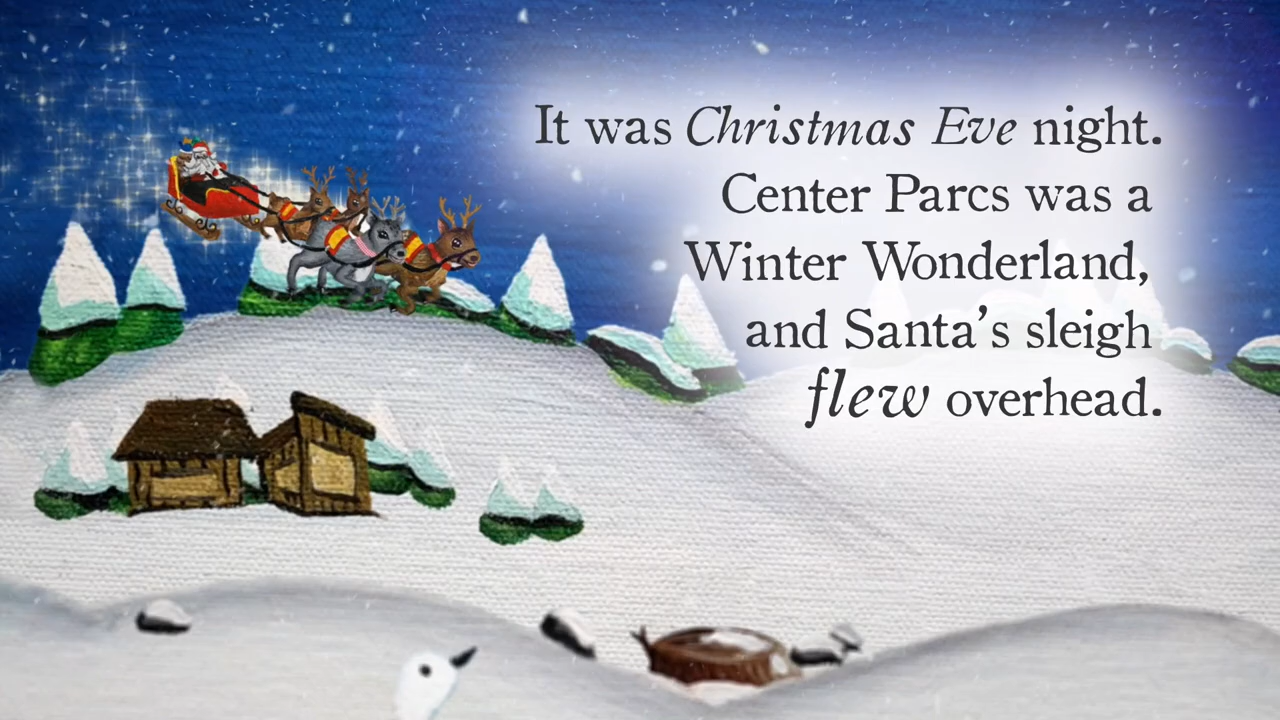 It was Christmas Eve night.
Center Parcs was a
Winter Wonderland,
and Santa's sleigh
flew overhead.